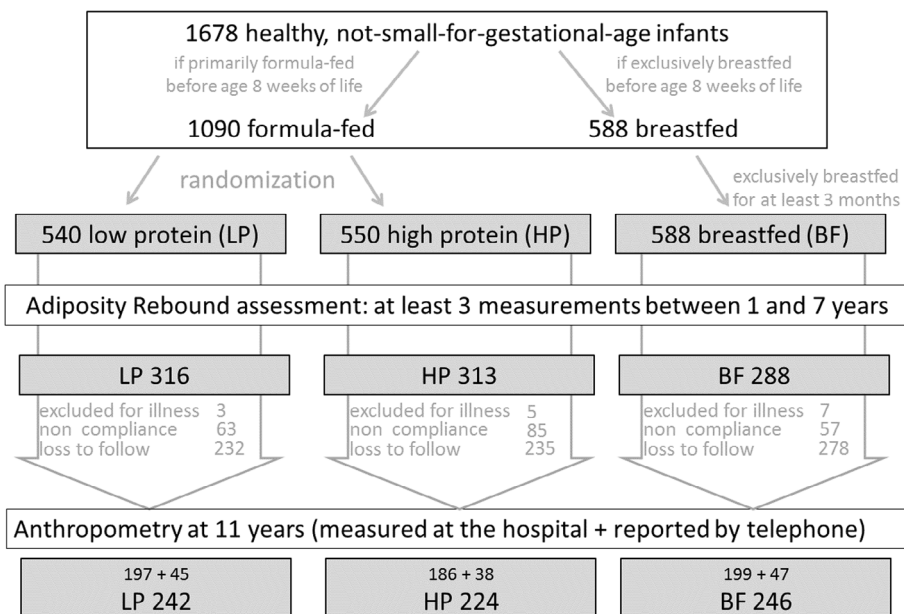 1678 healthy, not-small-for-gestational-age infants
if primarily formula-fed
before age 8 weeks of life
if exclusively breastfed
before age 8 weeks of life
1090 formula-fed
588 breastfed
randomization
exclusively breastfed
for at least 3 months
540 low protein (LP)
550 high protein (HP)
588 breastfed (BF)
Adiposity Rebound assessment: at least 3 measurements between 1 and 7 years
LP 316
HP 313
BF 288
excluded for illness 3
non compliance 63
loss to follow 232
excluded for illness 5
non compliance 85
loss to follow 235
excluded for illness 7
non compliance 57
loss to follow 278
Anthropometry at 11 years (measured at the hospital + reported by telephone)
197 + 45
LP 242
186 + 38
HP 224
199 + 47
BF 246